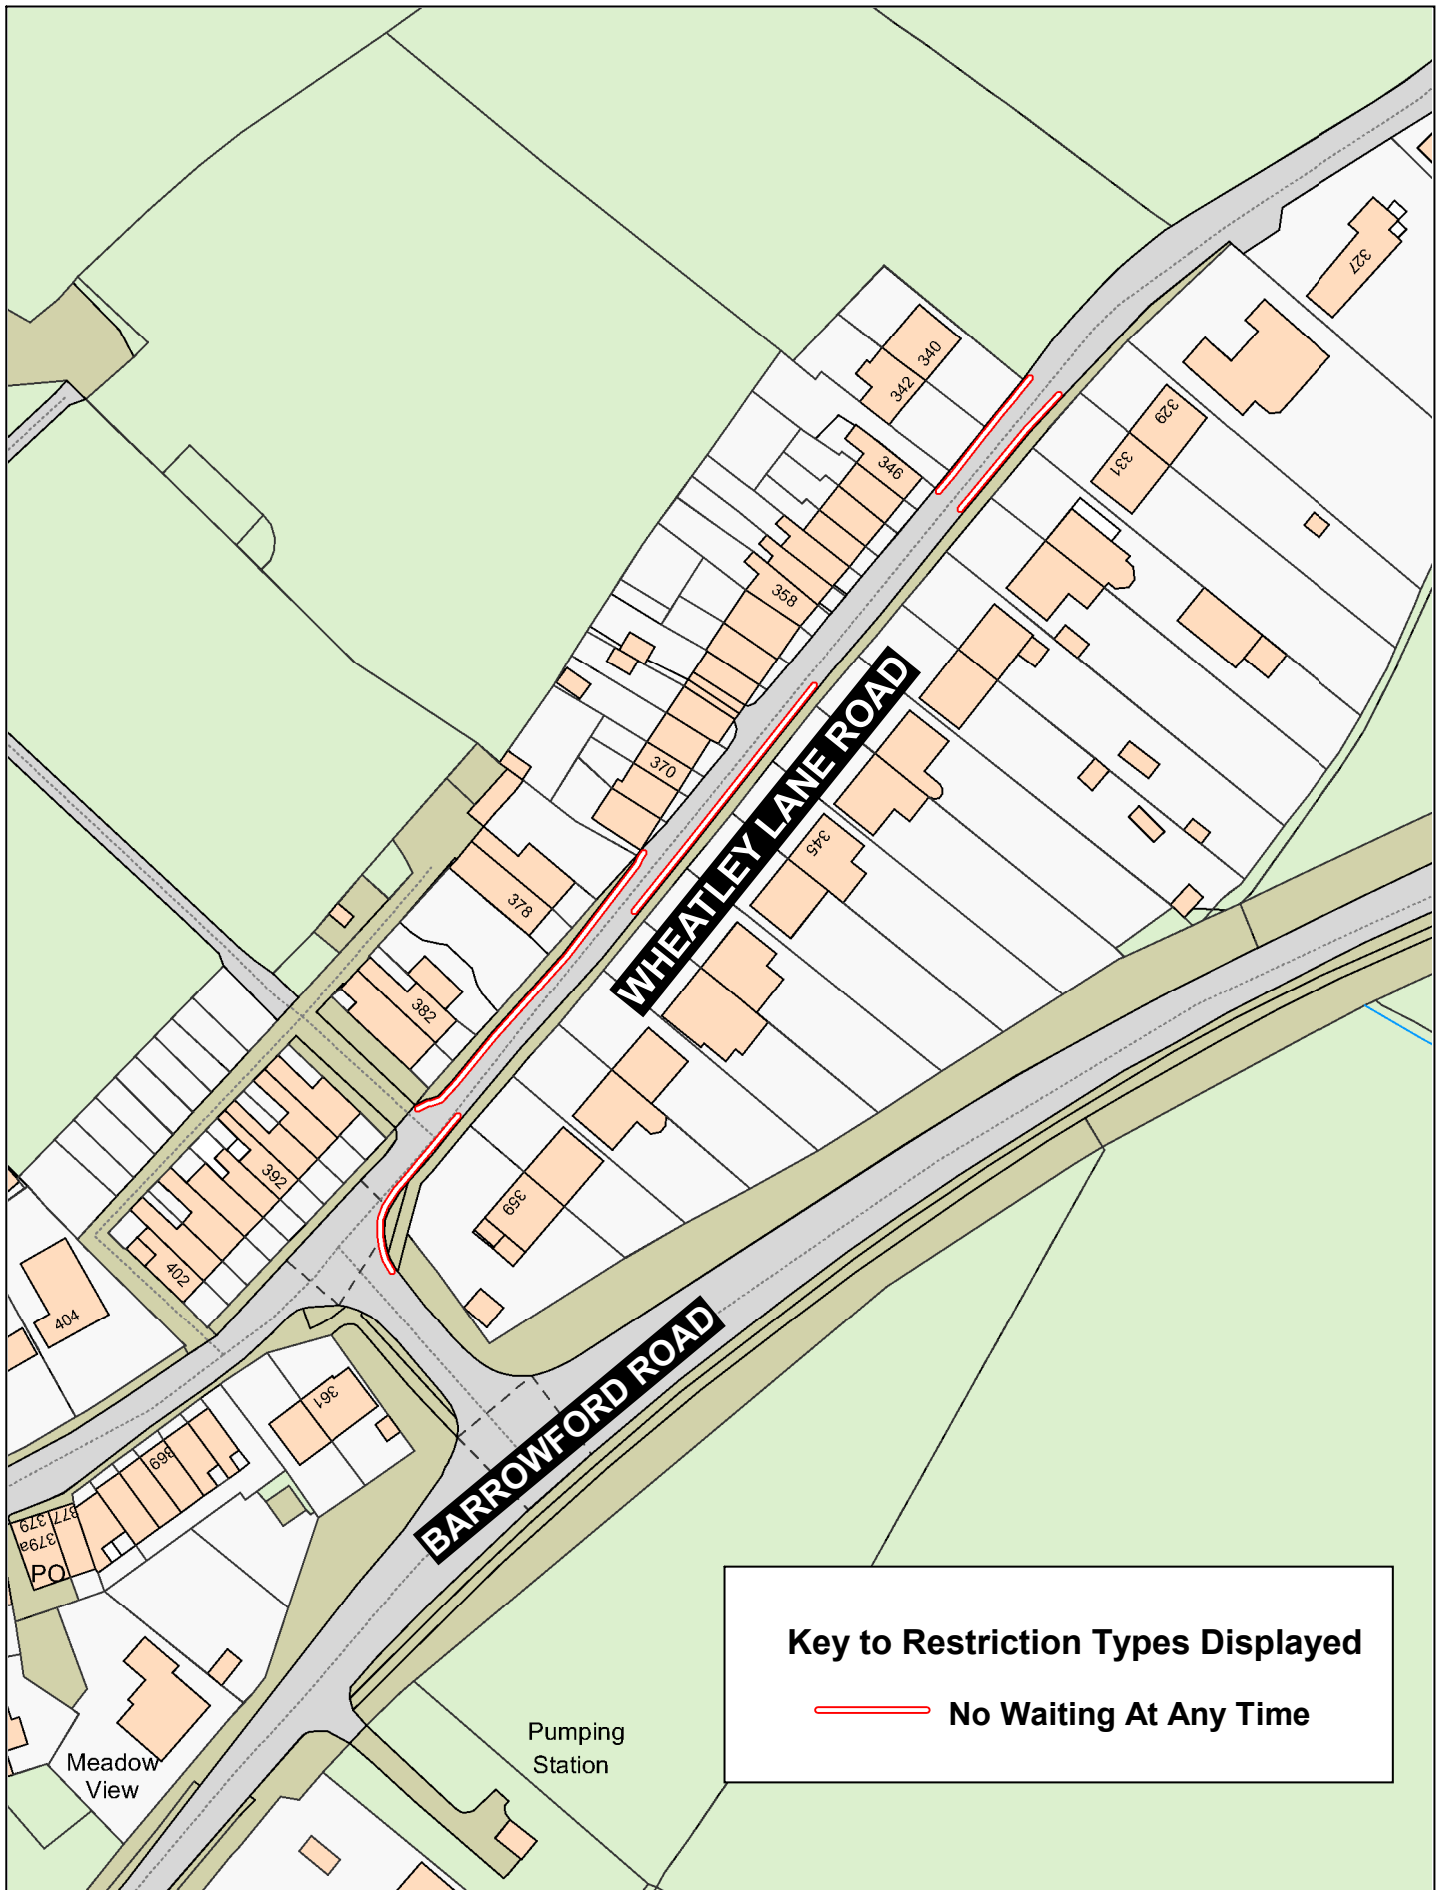 327
340
342
329
331
346
358
WHEATLEY LANE ROAD
370
345
378
382
392
359
402
404
BARROWFORD ROAD
361
369
377
379
379a
PO
Key to Restriction Types Displayed
No Waiting At Any Time
Pumping
Station
Meadow
View